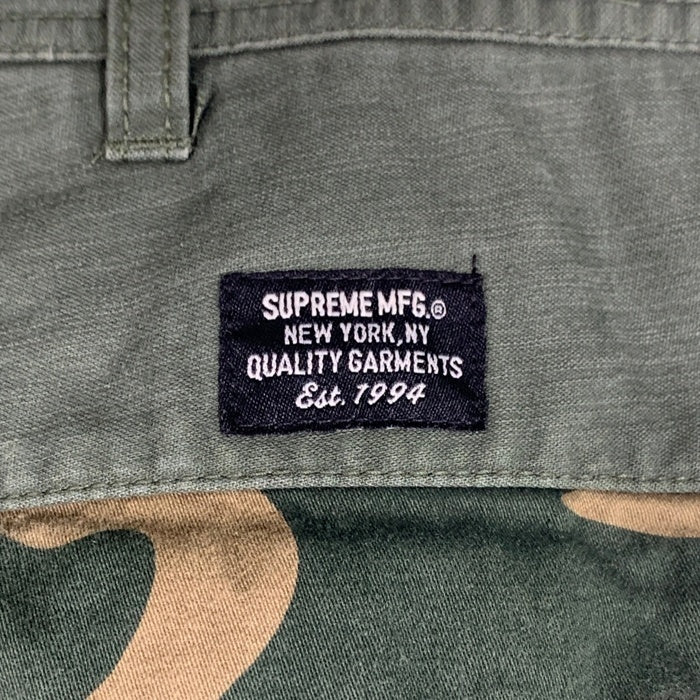 SUPREME MFG.®
NEW YORK, NY
QUALITY GARMENTS
Est. 1994